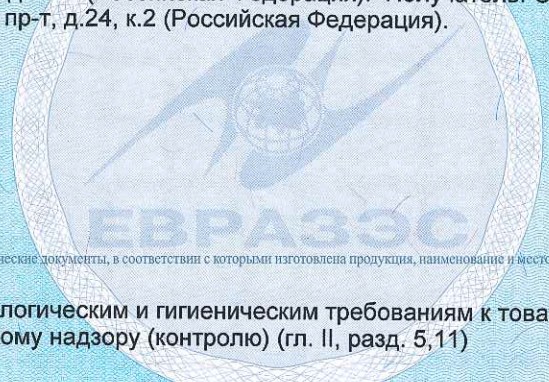 пр-т, д.24, к.2 (Российская Федерация).
ЕВРАЗЭС
документы, в соответствии с которыми изготовлена продукция, наименование и место
логическим и гигиеническим требованиям к това
ому надзору (контролю) (гл. II, разд. 5,11)